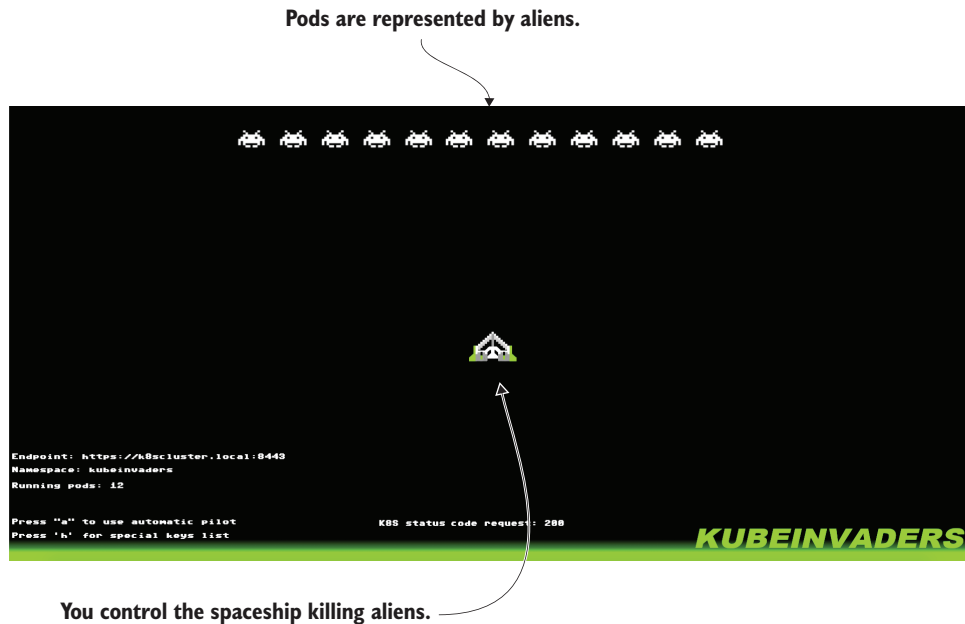 Pods are represented by aliens.
Endpoint: https://k8scluster.local:8443
Namespace: kubeinvaders
Running pods: 12
Press "a" to use automatic pilot
K8S status code request: 200
Press 'h' for special keys list
KUBEINVADERS
You control the spaceship killing aliens.